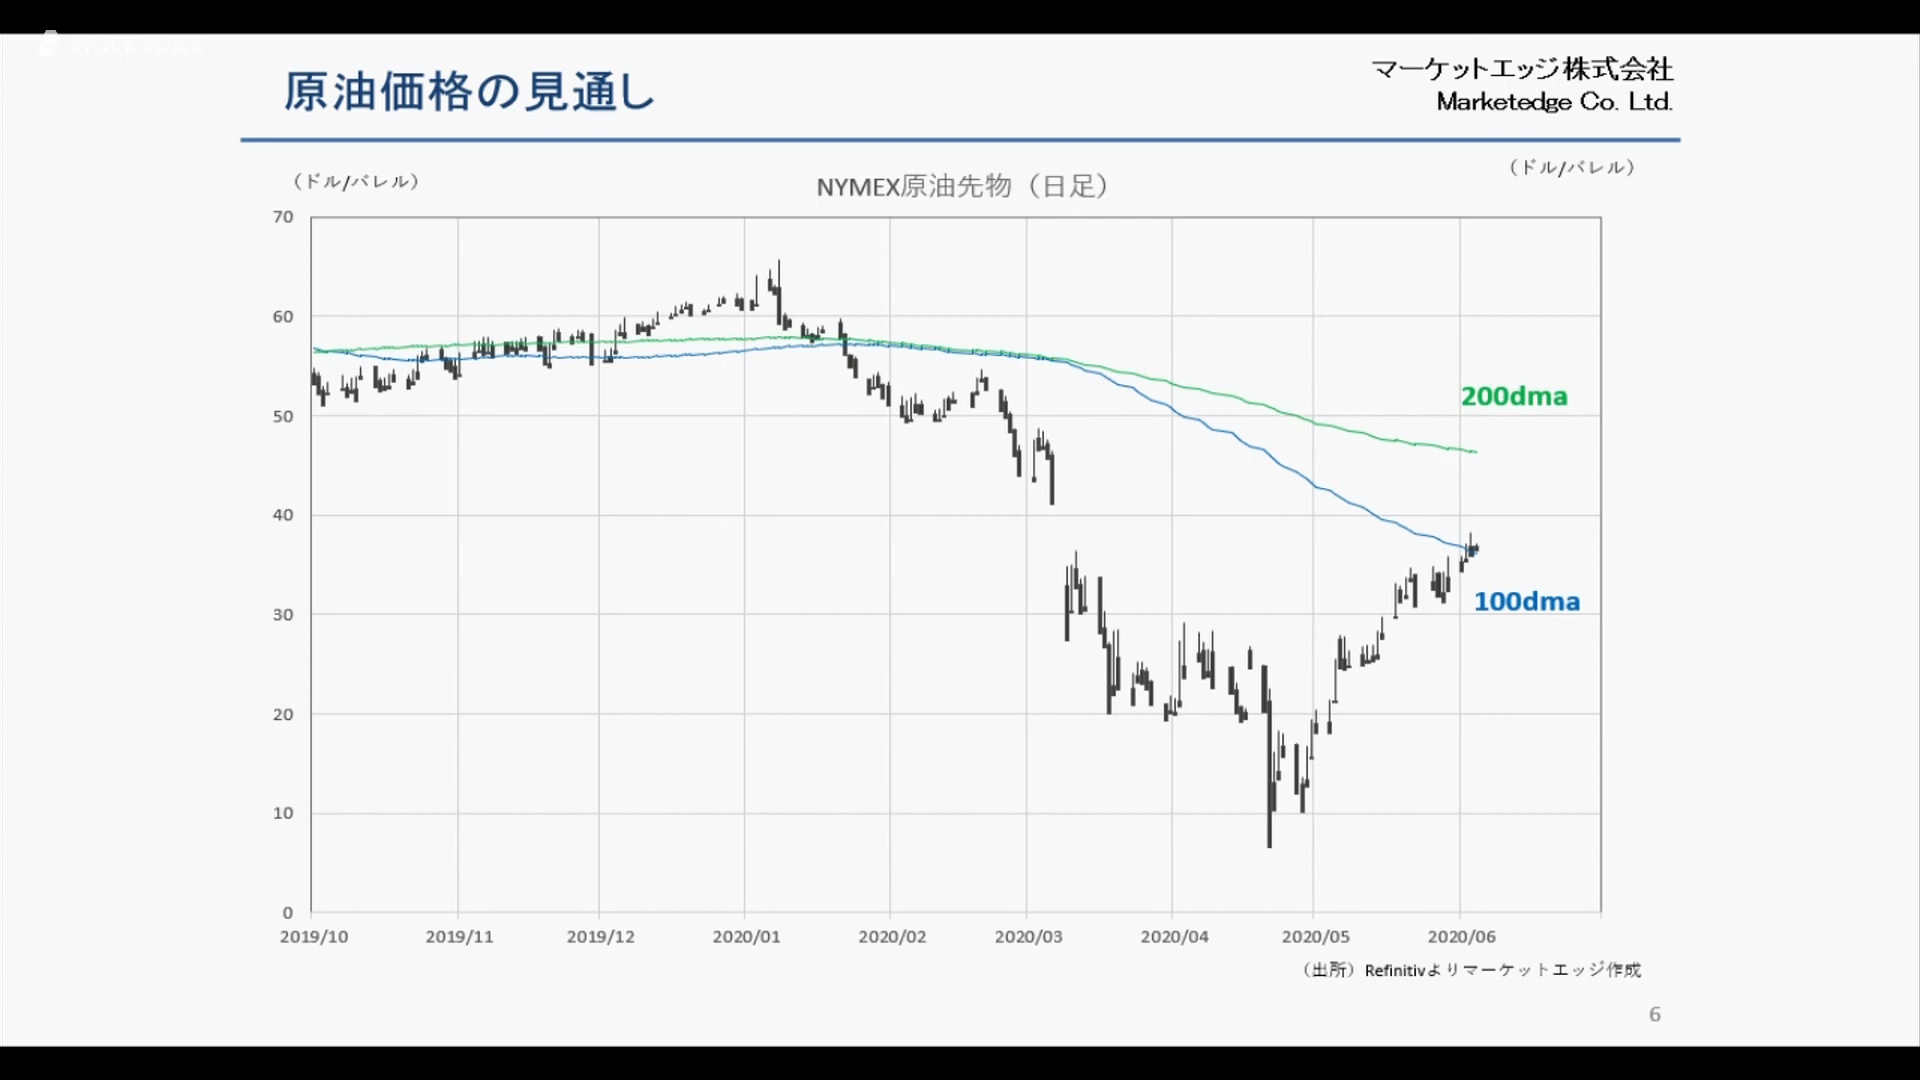 原油価格の見通し
マーケットエッジ株式会社
Marketedge Co. Ltd.
（ドル/バレル）
（ドル/バレル）
NYMEX原油先物（日足）
70
60
50
40
30
20
10
0
200dma
100dma
2019/10 2019/11 2019/12 2020/01 2020/02 2020/03 2020/04 2020/05 2020/06
（出所）Refinitivよりマーケットエッジ作成
6